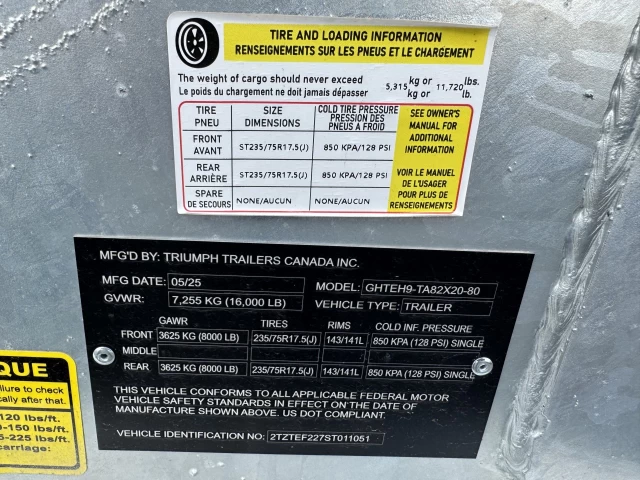 TIRE AND LOADING INFORMATION
RENSEIGNEMENTS SUR LES PNEUS ET LE CHARGEMENT
The weight of cargo should never exceed 5,315 kg or 11,720 lbs.
Le poids du chargement ne doit jamais dépasser kg or lb.
TIRE PNEU SIZE DIMENSIONS COLD TIRE PRESSURE PRESSION DES PNEUS A FROID
FRONT AVANT ST235/75R17.5(J) 850 KPA/128 PSI
REAR ARRIÈRE ST235/75R17.5(J) 850 KPA/128 PSI
SPARE DE SECOURS NONE/AUCUN NONE/AUCUN
SEE OWNER'S
MANUAL FOR
ADDITIONAL
INFORMATION
VOIR LE MANUEL
DE L'USAGER
POUR PLUS DE
RENSEIGNEMENTS
MFG'D BY: TRIUMPH TRAILERS CANADA INC.
MFG DATE: 05/25 MODEL: GHTEH9-TA82X20-80
GVWR: 7,255 KG (16,000 LB) VEHICLE TYPE: TRAILER
GAWR TIRES RIMS COLD INF. PRESSURE
FRONT 3625 KG (8000 LB) 235/75R17.5(J) 143/141L 850 KPA (128 PSI) SINGLE
MIDDLE
REAR 3625 KG (8000 LB) 235/75R17.5(J) 143/141L 850 KPA (128 PSI) SINGLE
THIS VEHICLE CONFORMS TO ALL APPLICABLE FEDERAL MOTOR
VEHICLE SAFETY STANDARDS IN EFFECT ON THE DATE OF
MANUFACTURE SHOWN ABOVE. US DOT COMPLIANT.
VEHICLE IDENTIFICATION NO: 2TZTEF227ST011051
QUE
failure to check
ically after that.
120 lbs/ft.
0-150 lbs/ft.
5-225 lbs/ft.
carriage: